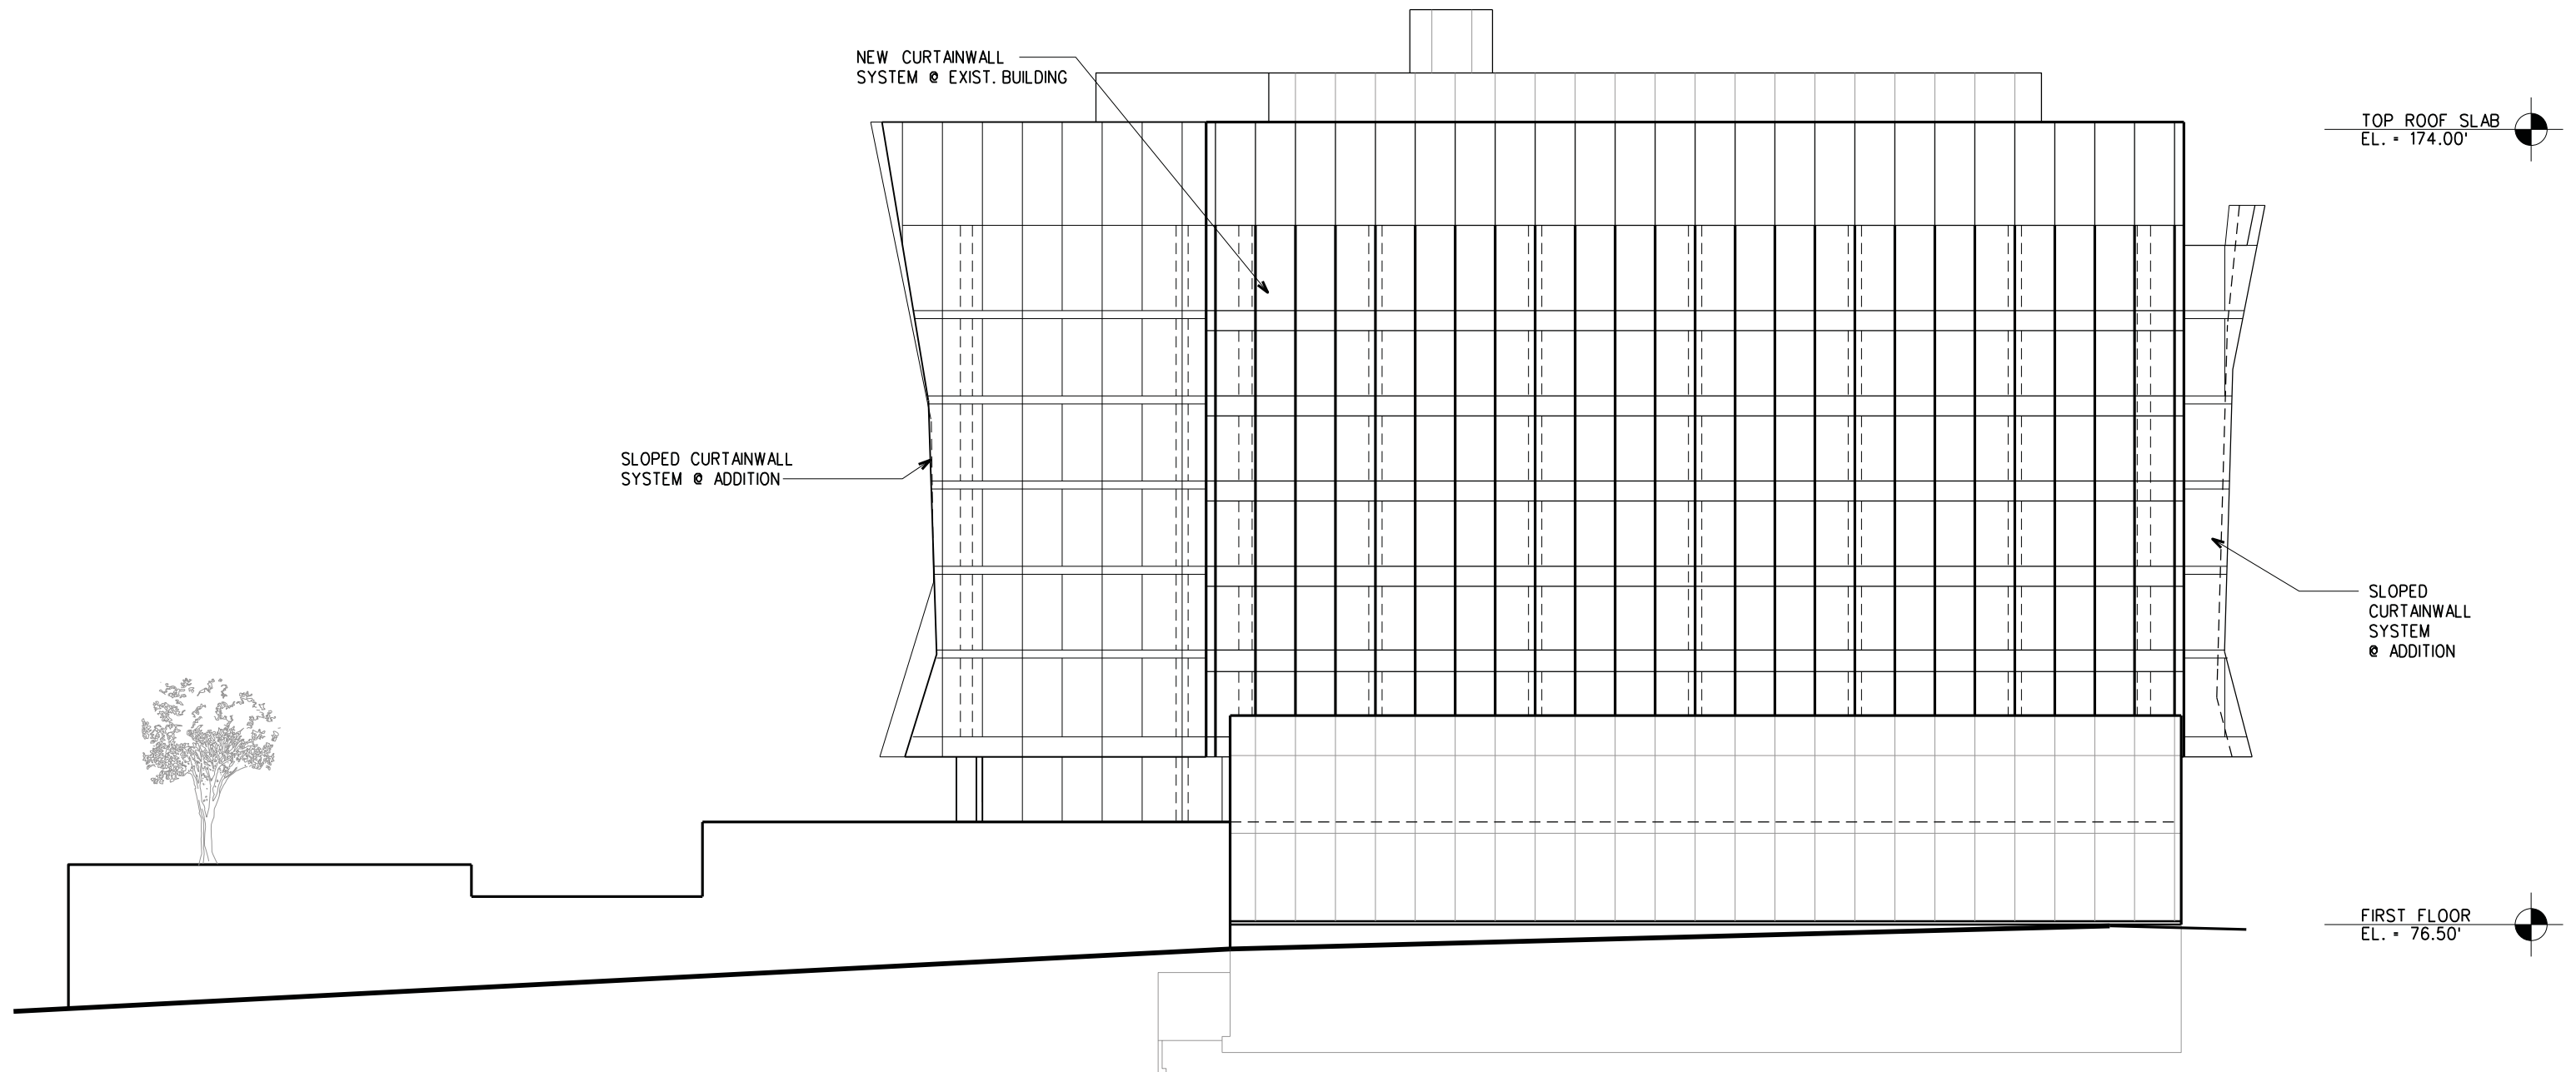 NEW CURTAINWALL
SYSTEM @ EXIST. BUILDING
TOP ROOF SLAB
EL. = 174.00'
SLOPED CURTAINWALL
SYSTEM @ ADDITION
SLOPED
CURTAINWALL
SYSTEM
@ ADDITION
FIRST FLOOR
EL. = 76.50'